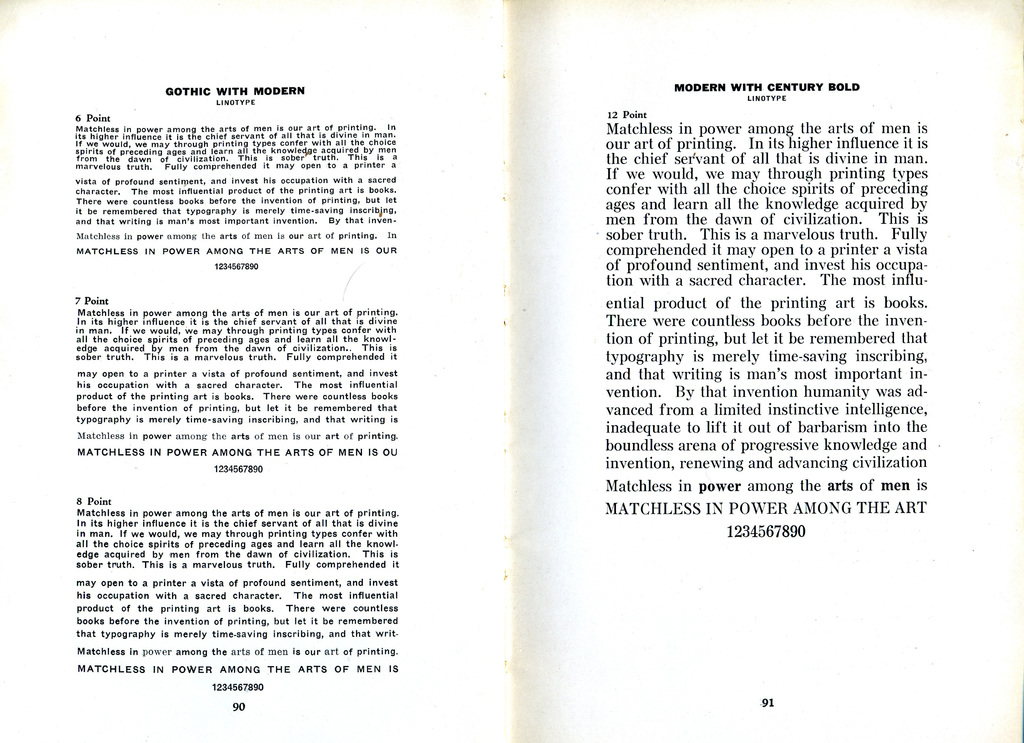 GOTHIC WITH MODERN
LINOTYPE
6 Point
Matchless in power among the arts of men is our art of printing. In
its higher influence it is the chief servant of all that is divine in man.
If we would, we may through printing types confer with all the choice
spirits of preceding ages and learn all the knowledge acquired by men
from the dawn of civilization. This is sober truth. This is a
marvelous truth. Fully comprehended it may open to a printer a
vista of profound sentiment, and invest his occupation with a sacred
character. The most influential product of the printing art is books.
There were countless books before the invention of printing, but let
it be remembered that typography is merely time-saving inscribing,
and that writing is man's most important invention. By that inven-
Matchless in power among the arts of men is our art of printing. In
MATCHLESS IN POWER AMONG THE ARTS OF MEN IS OUR
1234567890
7 Point
Matchless in power among the arts of men is our art of printing.
In its higher influence it is the chief servant of all that is divine
in man. If we would, we may through printing types confer with
all the choice spirits of preceding ages and learn all the knowl-
edge acquired by men from the dawn of civilization.. This is
sober truth. This is a marvelous truth. Fully comprehended it
may open to a printer a vista of profound sentiment, and invest
his occupation with a sacred character. The most influential
product of the printing art is books. There were countless books
before the invention of printing, but let it be remembered that
typography is merely time-saving inscribing, and that writing is
Matchless in power among the arts of men is our art of printing.
MATCHLESS IN POWER AMONG THE ARTS OF MEN IS OU
1234567890
8 Point
Matchless in power among the arts of men is our art of printing.
In its higher influence it is the chief servant of all that is divine
in man. If we would, we may through printing types confer with
all the choice spirits of preceding ages and learn all the knowl-
edge acquired by men from the dawn of civilization. This is
sober truth. This is a marvelous truth. Fully comprehended it
may open to a printer a vista of profound sentiment, and invest
his occupation with a sacred character. The most influential
product of the printing art is books. There were countless
books before the invention of printing, but let it be remembered
that typography is merely time-saving inscribing, and that writ-
Matchless in power among the arts of men is our art of printing.
MATCHLESS IN POWER AMONG THE ARTS OF MEN IS
1234567890
90
MODERN WITH CENTURY BOLD
LINOTYPE
12 Point
Matchless in power among the arts of men is
our art of printing. In its higher influence it is
the chief servant of all that is divine in man.
If we would, we may through printing types
confer with all the choice spirits of preceding
ages and learn all the knowledge acquired by
men from the dawn of civilization. This is
sober truth. This is a marvelous truth. Fully
comprehended it may open to a printer a vista
of profound sentiment, and invest his occupa-
tion with a sacred character. The most influ-
ential product of the printing art is books.
There were countless books before the inven-
tion of printing, but let it be remembered that
typography is merely time-saving inscribing,
and that writing is man's most important in-
vention. By that invention humanity was ad-
vanced from a limited instinctive intelligence,
inadequate to lift it out of barbarism into the
boundless arena of progressive knowledge and
invention, renewing and advancing civilization
Matchless in power among the arts of men is
MATCHLESS IN POWER AMONG THE ART
1234567890
91